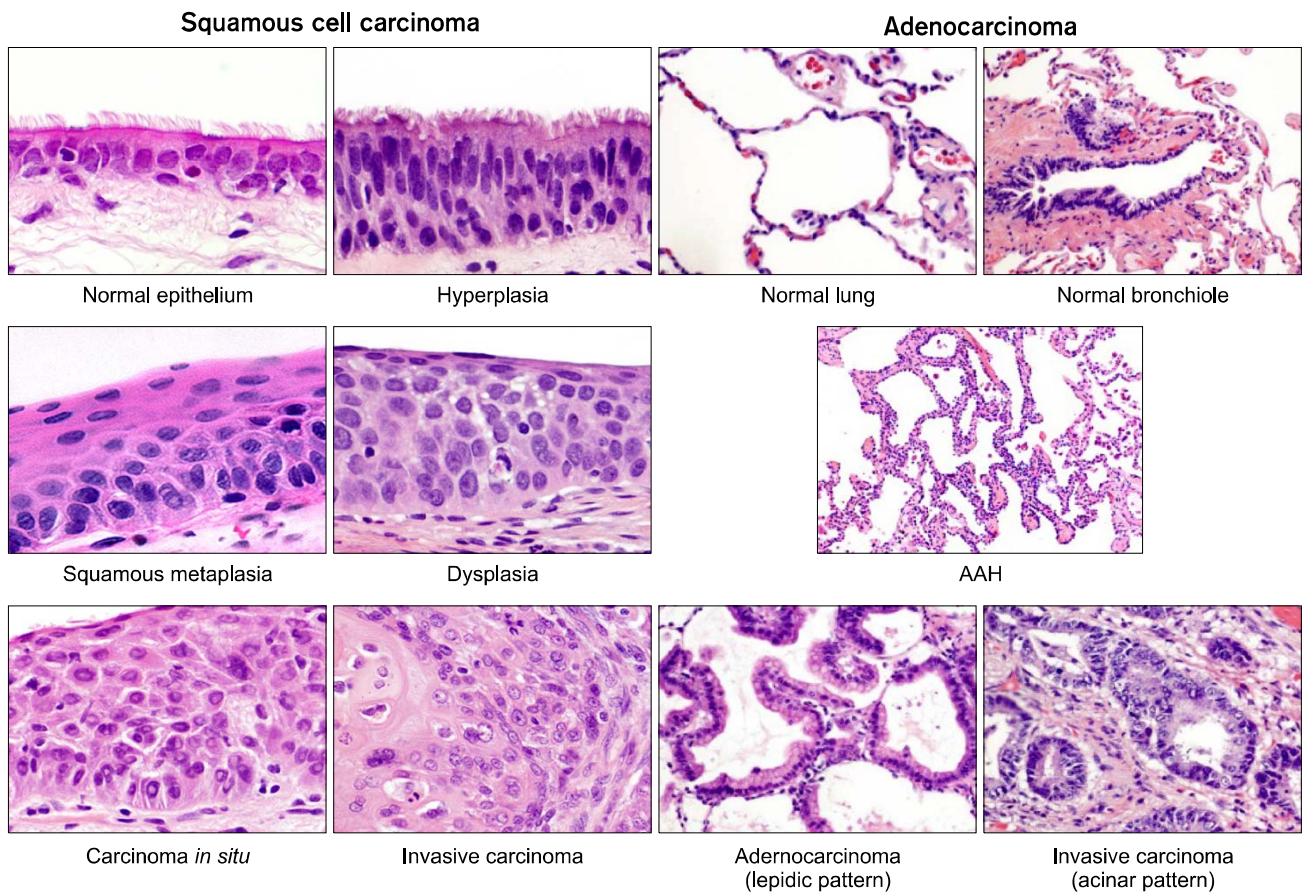 Squamous cell carcinoma
Adenocarcinoma
Normal epithelium
Hyperplasia
Normal lung
Normal bronchiole
Squamous metaplasia
Dysplasia
AAH
Carcinoma in situ
Invasive carcinoma
Adernocarcinoma
(lepidic pattern)
Invasive carcinoma
(acinar pattern)